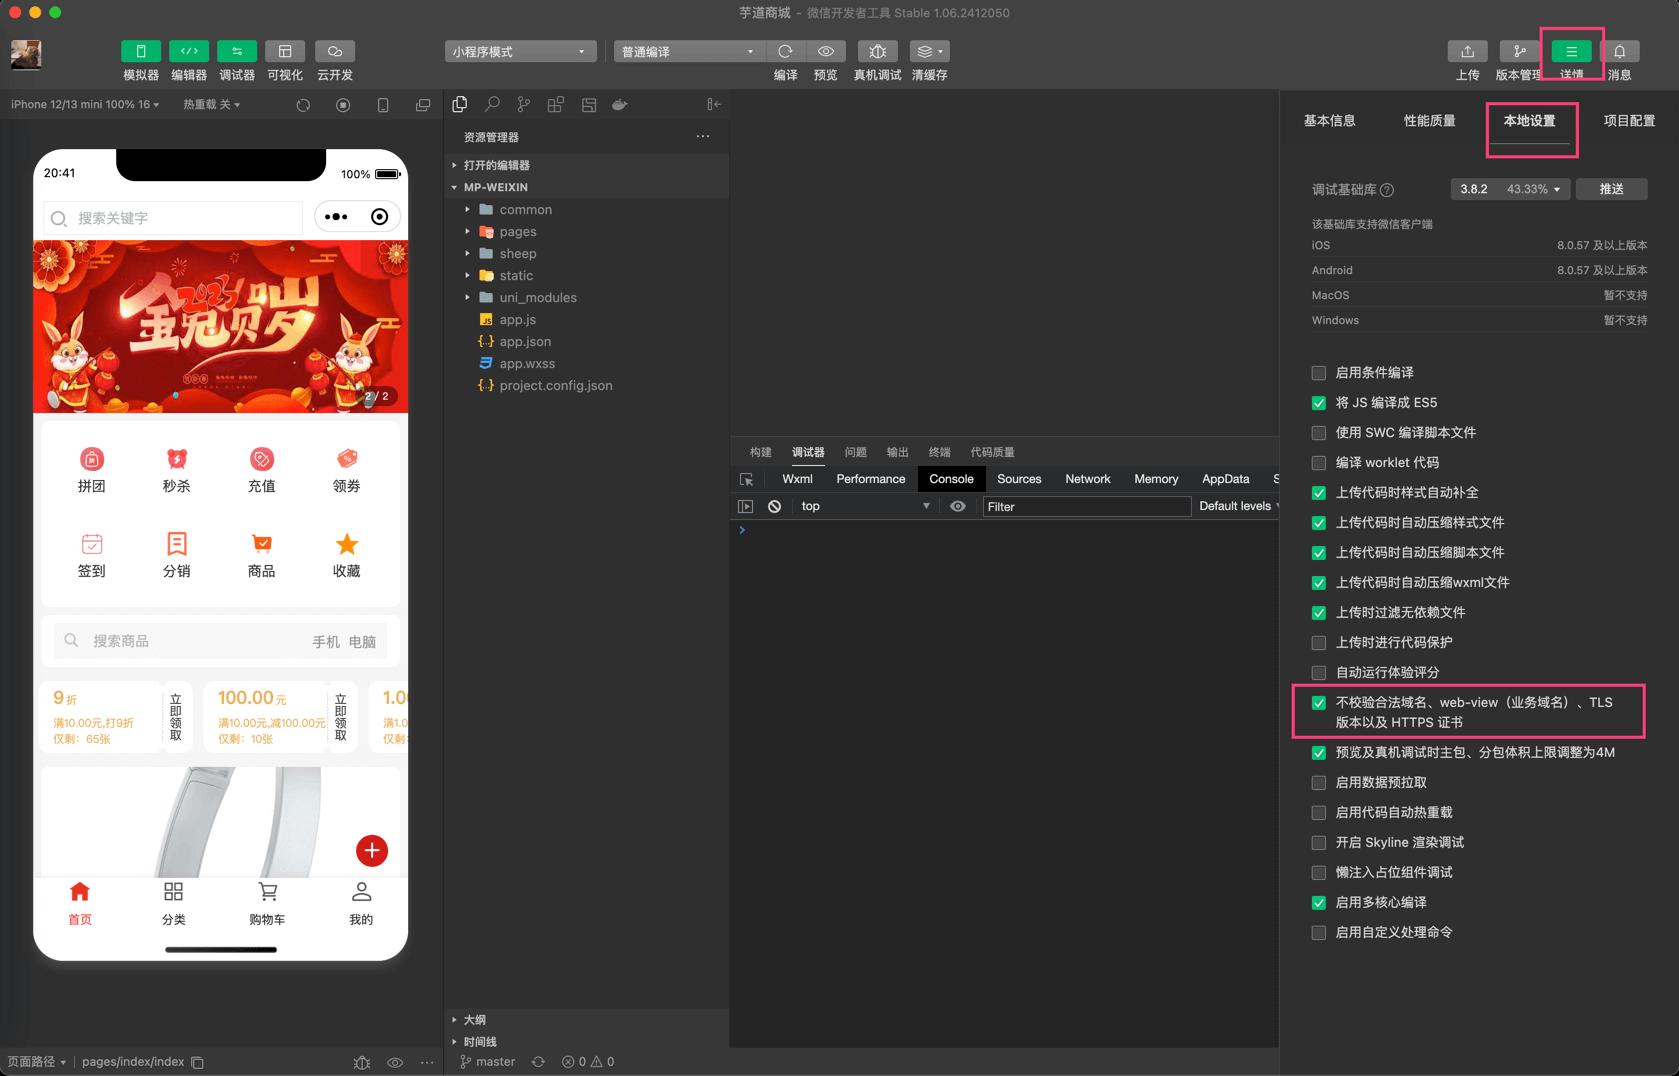 芋道商城 – 微信开发者工具 Stable 1.06.2412050
模拟器
编辑器
调试器
可视化
云开发
小程序模式
普通编译
编译
预览
真机调试
清缓存
上传
版本管理
详情
消息
iPhone 12/13 mini 100% 16
热重载 关
20:41
100%
搜索关键字
2023
金兔贺岁
2 / 2
拼团
秒杀
充值
领券
签到
分销
商品
收藏
搜索商品
手机 电脑
9 折
满10.00元,打9折
仅剩：65张
立即领取
100.00 元
满10.00元,减100.00元
仅剩：10张
立即领取
1.0
满1.0
仅剩:
首页
分类
购物车
我的
页面路径
pages/index/index
资源管理器
打开的编辑器
MP-WEIXIN
common
pages
sheep
static
uni_modules
app.js
app.json
app.wxss
project.config.json
大纲
时间线
master
0
0
构建
调试器
问题
输出
终端
代码质量
Wxml
Performance
Console
Sources
Network
Memory
AppData
S
top
Filter
Default levels
基本信息
性能质量
本地设置
项目配置
调试基础库
3.8.2 43.33%
推送
该基础库支持微信客户端
iOS 8.0.57 及以上版本
Android 8.0.57 及以上版本
MacOS 暂不支持
Windows 暂不支持
启用条件编译
将 JS 编译成 ES5
使用 SWC 编译脚本文件
编译 worklet 代码
上传代码时样式自动补全
上传代码时自动压缩样式文件
上传代码时自动压缩脚本文件
上传代码时自动压缩wxml文件
上传时过滤无依赖文件
上传时进行代码保护
自动运行体验评分
不校验合法域名、web-view（业务域名）、TLS
版本以及 HTTPS 证书
预览及真机调试时主包、分包体积上限调整为4M
启用数据预拉取
启用代码自动热重载
开启 Skyline 渲染调试
懒注入占位组件调试
启用多核心编译
启用自定义处理命令